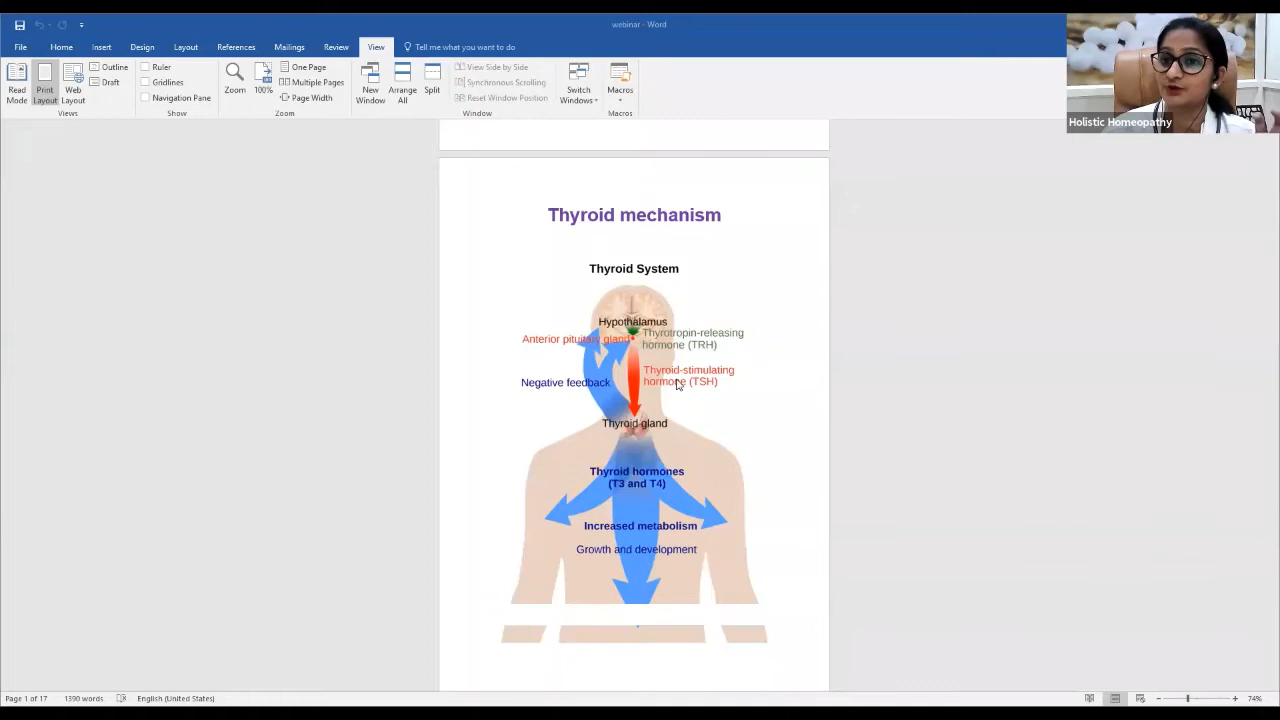 webinar - Word
File Home Insert Design Layout References Mailings Review View Tell me what you want to do
Read Mode
Print Layout
Web Layout
Outline
Draft
Views
Ruler
Gridlines
Navigation Pane
Show
Zoom
100%
One Page
Multiple Pages
Page Width
Zoom
New Window
Arrange All
Split
View Side by Side
Synchronous Scrolling
Reset Window Position
Window
Switch Windows
Macros
Macros
Holistic Homeopathy
Thyroid mechanism
Thyroid System
Hypothalamus
Anterior pituitary gland
Thyrotropin-releasing
hormone (TRH)
Thyroid-stimulating
hormone (TSH)
Negative feedback
Thyroid gland
Thyroid hormones
(T3 and T4)
Increased metabolism
Growth and development
Page 1 of 17 1390 words English (United States) 74%